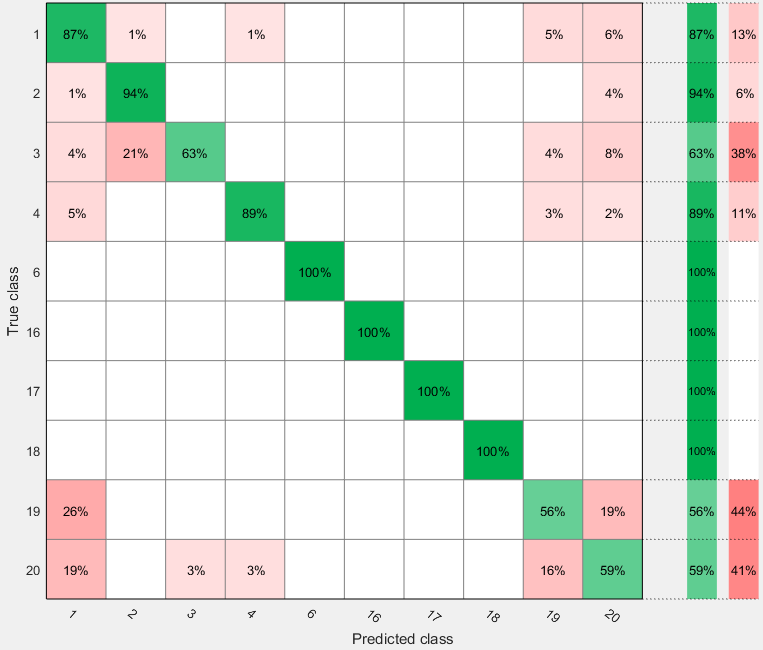 1 87% 1% 1% 5% 6% 87% 13%
2 1% 94% 4% 94% 6%
3 4% 21% 63% 4% 8% 63% 38%
4 5% 89% 3% 2% 89% 11%
6 100% 100%
16 100% 100%
17 100% 100%
18 100% 100%
19 26% 56% 19% 56% 44%
20 19% 3% 3% 16% 59% 59% 41%
True class
1 2 3 4 6 16 17 18 19 20
Predicted class